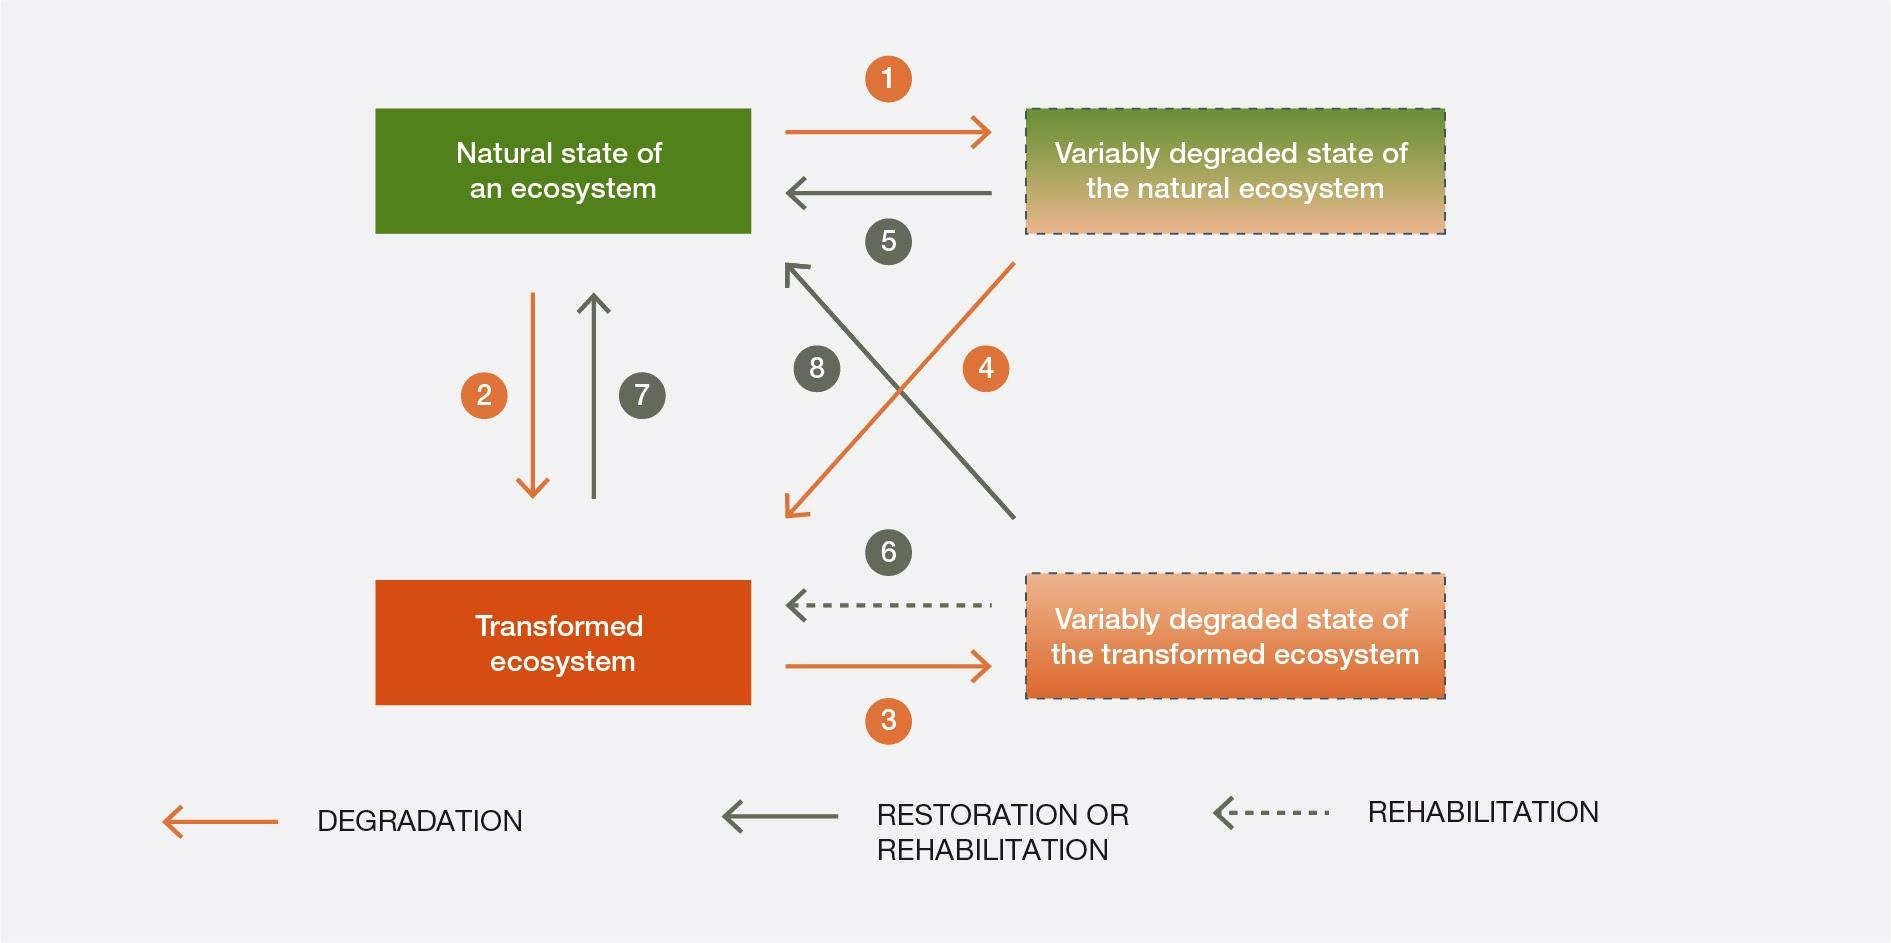 1
Natural state of
an ecosystem
Variably degraded state of
the natural ecosystem
5
2
7
8
4
6
Transformed
ecosystem
Variably degraded state of
the transformed ecosystem
3
DEGRADATION
RESTORATION OR
REHABILITATION
REHABILITATION